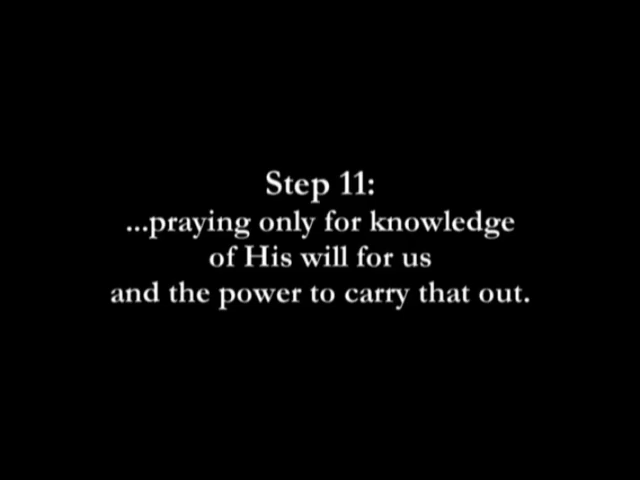 Step 11:
...praying only for knowledge
of His will for us
and the power to carry that out.